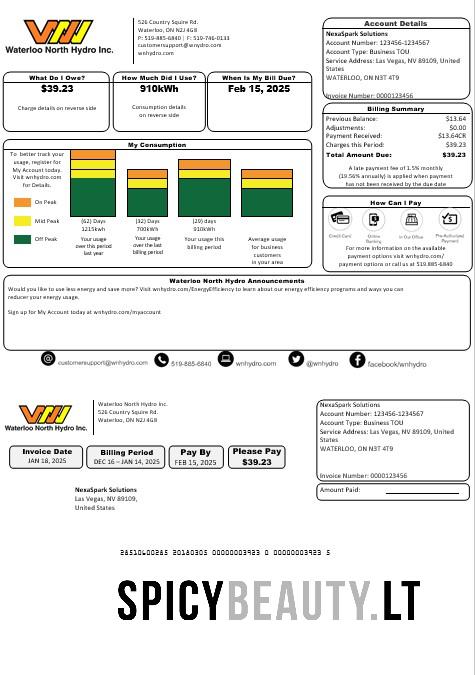 Waterloo North Hydro Inc.
526 Country Squire Rd.
Waterloo, ON N2J 4G8
P: 519-885-6840 | F: 519-746-0133
customersupport@wnhydro.com
wnhydro.com
Account Details
NexaSpark Solutions
Account Number: 123456-1234567
Account Type: Business TOU
Service Address: Las Vegas, NV 89109, United
States
WATERLOO, ON N3T 4T9
Invoice Number: 0000123456
What Do I Owe?
$39.23
Charge details on reverse side
How Much Did I Use?
910kWh
Consumption details
on reverse side
When Is My Bill Due?
Feb 15, 2025
Billing Summary
Previous Balance: $13.64
Adjustments: $0.00
Payment Received: $13.64CR
Charges this Period: $39.23
Total Amount Due: $39.23
A late payment fee of 1.5% monthly
(19.56% annually) is applied when payment
has not been received by the due date
My Consumption
To better track your
usage, register for
My Account today.
Visit wnhydro.com
for Details.
On Peak
Mid Peak
Off Peak
(62) Days
1215kwh
Your usage
over this period
last year
(32) Days
700kWh
Your usage
over the last
billing period
(29) days
910kWh
Your usage this
billing period
Average usage
for business
customers
in your area
How Can I Pay
Credit Card
Online
Banking
In Our Office
Pre-Authorized
Payment
For more information on the available
payment options visit wnhydro.com/
payment options or call us at 519.885-6840
Waterloo North Hydro Announcements
Would you like to use less energy and save more? Visit wnhydro.com/EnergyEfficiency to learn about our energy efficiency programs and ways you can
reduce your energy usage.
Sign up for My Account today at wnhydro.com/myaccount
customersupport@wnhydro.com
519-885-6840
wnhydro.com
@wnhydro
facebook/wnhydro
Waterloo North Hydro Inc.
Waterloo North Hydro Inc.
526 Country Squire Rd.
Waterloo, ON N2J 4G8
NexaSpark Solutions
Account Number: 123456-1234567
Account Type: Business TOU
Service Address: Las Vegas, NV 89109, United
States
WATERLOO, ON N3T 4T9
Invoice Number: 0000123456
Invoice Date
JAN 18, 2025
Billing Period
DEC 16 – JAN 14, 2025
Pay By
FEB 15, 2025
Please Pay
$39.23
Amount Paid:
NexaSpark Solutions
Las Vegas, NV 89109,
United States
28510600285 20180305 00000003923 0 00000003923 5
SPICYBEAUTY.LT